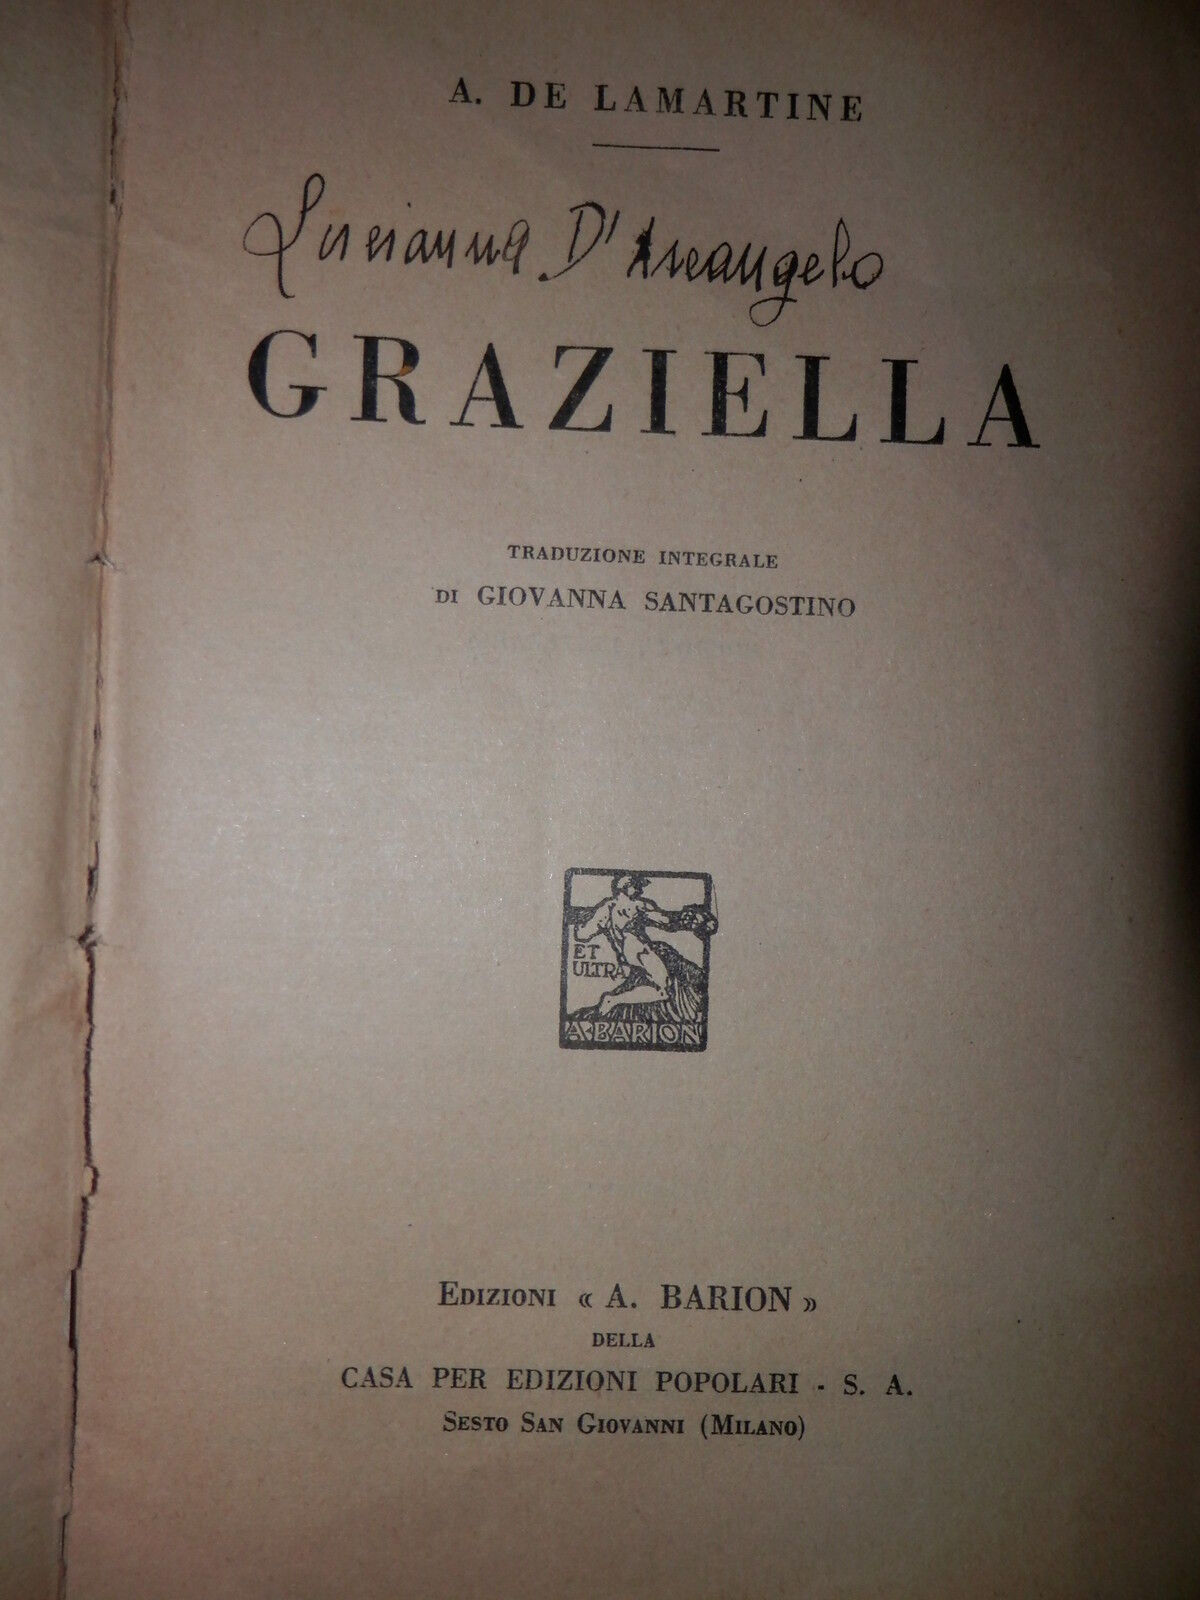 A. DE LAMARTINE
Lucianna D'Arcangelo
GRAZIELLA
TRADUZIONE INTEGRALE
DI GIOVANNA SANTAGOSTINO
ET
ULTRA
A·BARION
EDIZIONI « A. BARION »
DELLA
CASA PER EDIZIONI POPOLARI - S. A.
SESTO SAN GIOVANNI (MILANO)